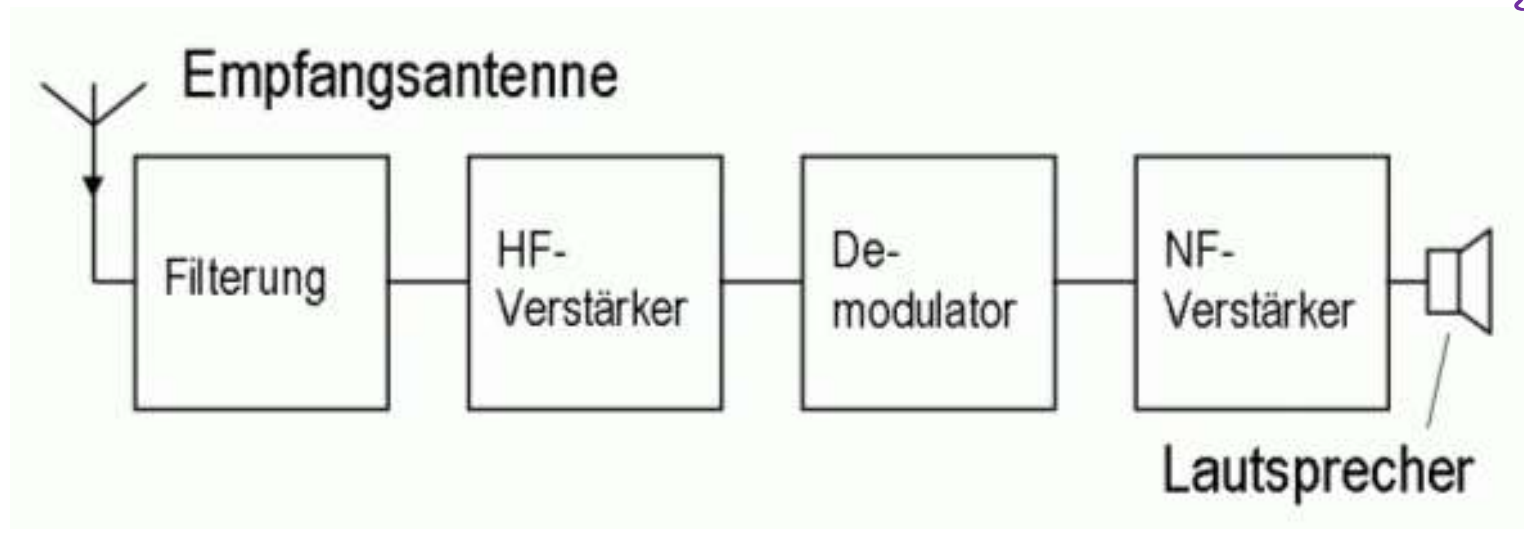 Empfangsantenne
Filterung
HF-
Verstärker
De-
modulator
NF-
Verstärker
Lautsprecher